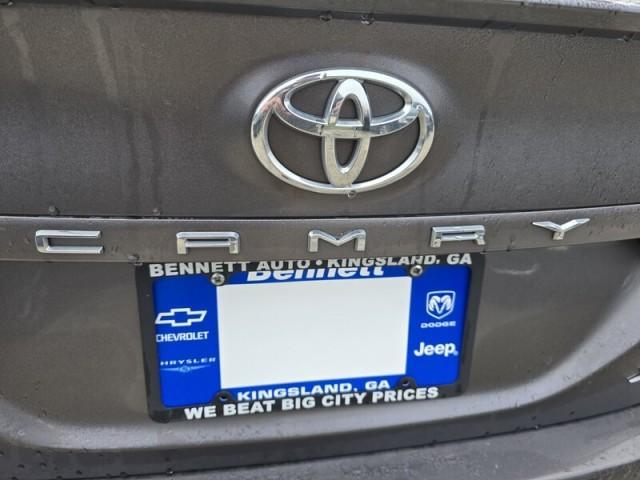 CAMRY
BENNETT AUTO • KINGSLAND, GA
Bennett
CHEVROLET
DODGE
CHRYSLER
Jeep
KINGSLAND, GA
WE BEAT BIG CITY PRICES